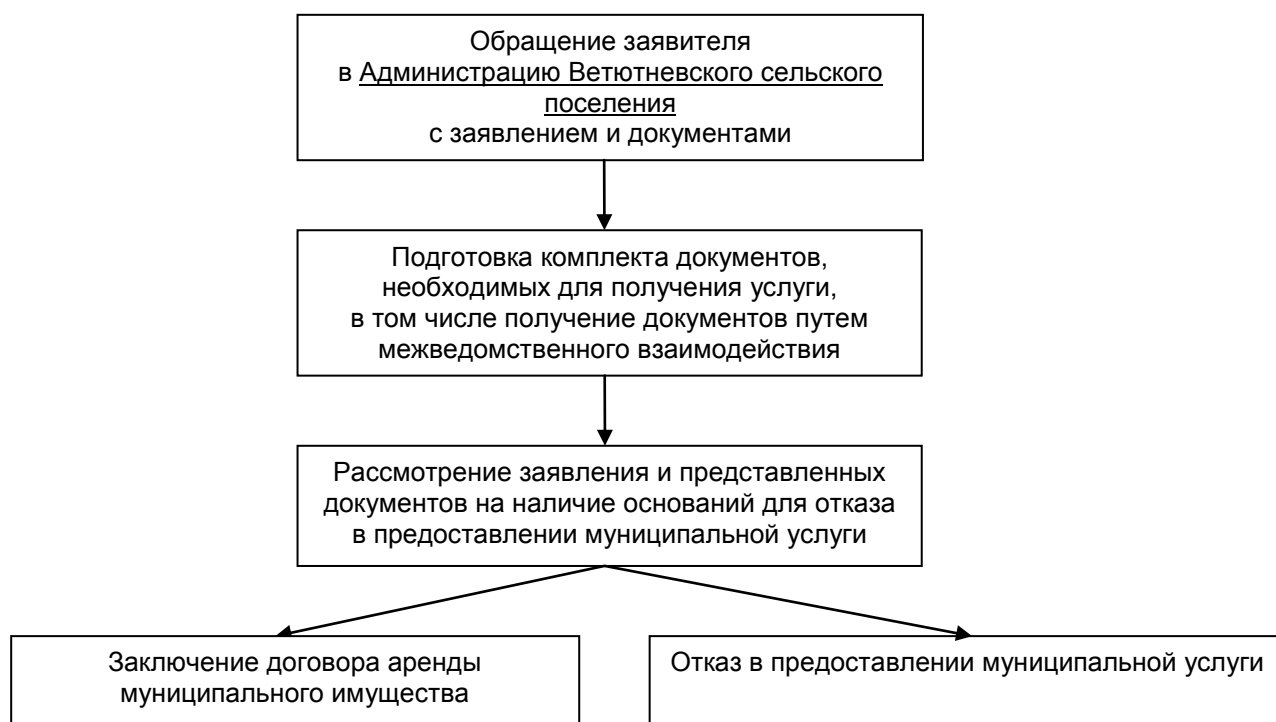 Обращение заявителя
в Администрацию Ветютневского сельского
поселения
с заявлением и документами
Подготовка комплекта документов,
необходимых для получения услуги,
в том числе получение документов путем
межведомственного взаимодействия
Рассмотрение заявления и представленных
документов на наличие оснований для отказа
в предоставлении муниципальной услуги
Заключение договора аренды
муниципального имущества
Отказ в предоставлении муниципальной услуги